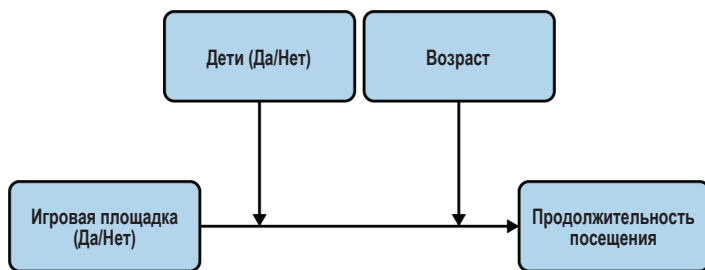 Дети (Да/Нет)
Возраст
Игровая площадка
(Да/Нет)
Продолжительность
посещения